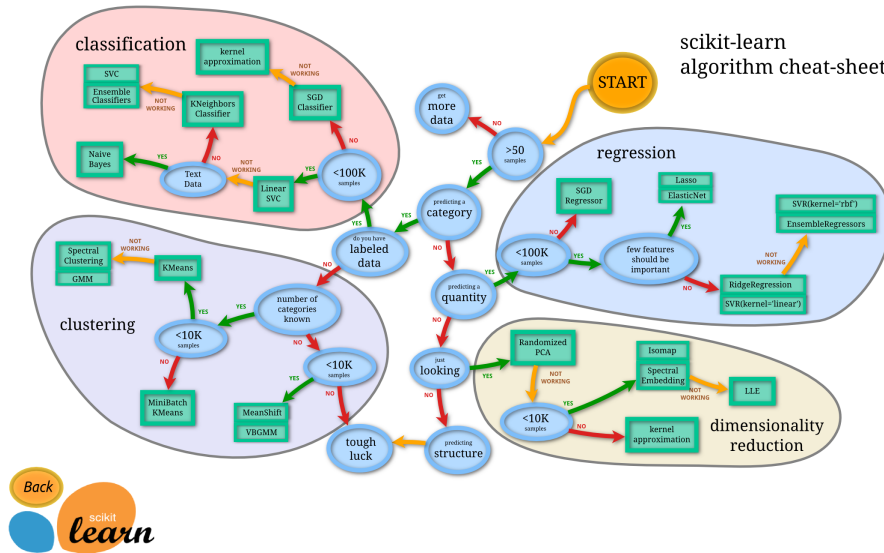 scikit-learn
algorithm cheat-sheet
START
get
more
data
NO
>50
samples
YES
predicting a
category
YES
NO
do you have
labeled
data
YES
NO
predicting a
quantity
YES
NO
just
looking
YES
NO
predicting
structure
tough
luck
classification
kernel
approximation
NOT
WORKING
SGD
Classifier
NO
<100K
samples
YES
Linear
SVC
NOT
WORKING
Text
Data
YES
Naive
Bayes
NO
KNeighbors
Classifier
NOT
WORKING
SVC
Ensemble
Classifiers
clustering
number of
categories
known
YES
NO
<10K
samples
YES
KMeans
NOT
WORKING
Spectral
Clustering
GMM
NO
MiniBatch
KMeans
<10K
samples
YES
MeanShift
VBGMM
NO
regression
<100K
samples
NO
SGD
Regressor
YES
few features
should be
important
YES
Lasso
ElasticNet
NO
RidgeRegression
SVR(kernel='linear')
NOT
WORKING
SVR(kernel='rbf')
EnsembleRegressors
dimensionality
reduction
Randomized
PCA
NOT
WORKING
<10K
samples
YES
Isomap
Spectral
Embedding
NOT
WORKING
LLE
NO
kernel
approximation
Back
scikit
learn